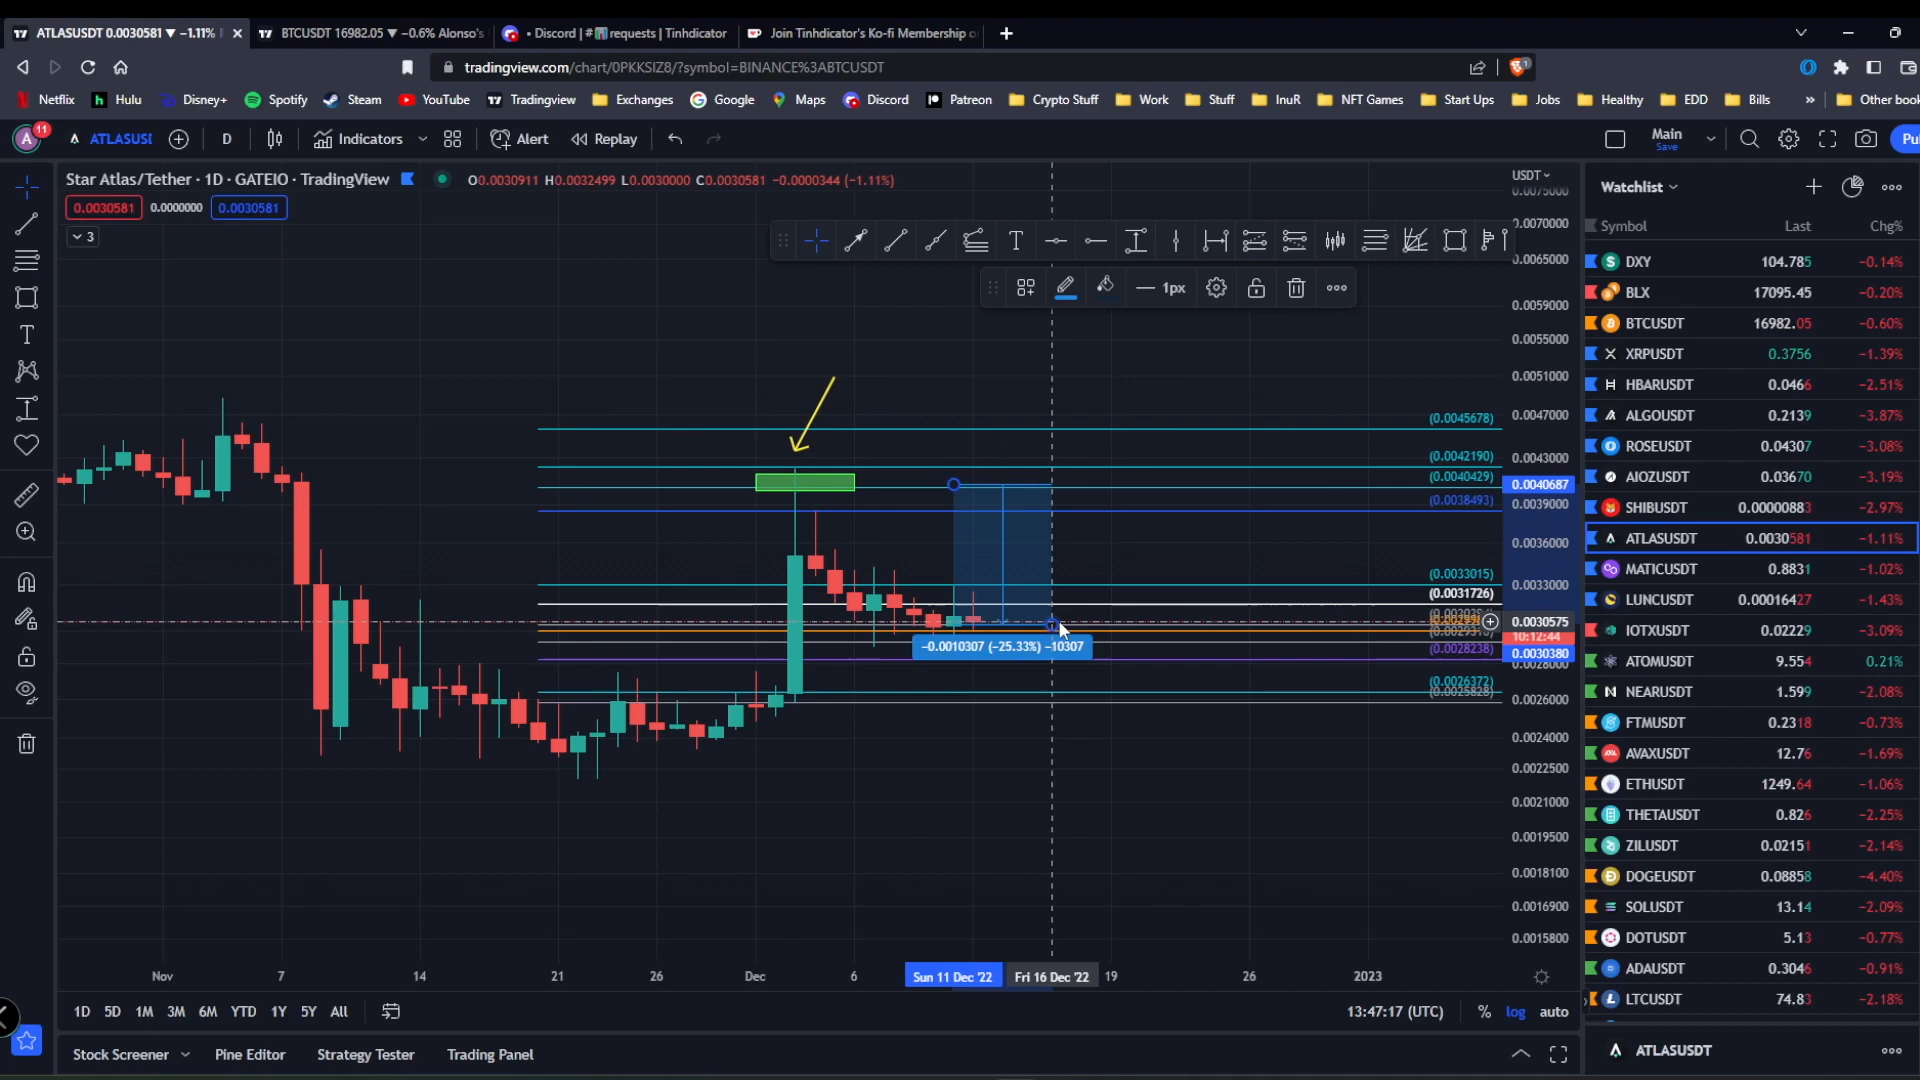 ATLASUSDT 0.0030581 ▼ −1.11%
BTCUSDT 16982.05 ▼ −0.6% Alonso's
• Discord | # requests | Tinhdicator
Join Tinhdicator's Ko-fi Membership o
tradingview.com/chart/0PKKSIZ8/?symbol=BINANCE%3ABTCUSDT
Netflix
Hulu
Disney+
Spotify
Steam
YouTube
Tradingview
Exchanges
Google
Maps
Discord
Patreon
Crypto Stuff
Work
Stuff
InuR
NFT Games
Start Ups
Jobs
Healthy
EDD
Bills
»
Other book
A 11
ATLASUSI
D
Indicators
Alert
Replay
Main
Save
Pu
Star Atlas/Tether · 1D · GATEIO · TradingView
O0.0030911 H0.0032499 L0.0030000 C0.0030581 −0.0000344 (−1.11%)
0.0030581 0.0000000 0.0030581
3
T
1px
(0.0045678)
(0.0042190)
(0.0040429)
(0.0038493)
(0.0033015)
(0.0031726)
(0.0028238)
(0.0026372)
(0.0025828)
−0.0010307 (−25.33%) −10307
USDT
0.0075000
0.0070000
0.0065000
0.0059000
0.0055000
0.0051000
0.0047000
0.0043000
0.0040687
0.0039000
0.0036000
0.0033000
0.0030575
10:12:44
0.0030380
0.0028000
0.0026000
0.0024000
0.0022500
0.0021000
0.0019500
0.0018100
0.0016900
0.0015800
Nov 7 14 21 26 Dec 6 Sun 11 Dec '22 Fri 16 Dec '22 19 26 2023
1D 5D 1M 3M 6M YTD 1Y 5Y All
13:47:17 (UTC) % log auto
Stock Screener Pine Editor Strategy Tester Trading Panel
Watchlist
Symbol Last Chg%
DXY 104.785 −0.14%
BLX 17095.45 −0.20%
BTCUSDT 16982.05 −0.60%
XRPUSDT 0.3756 −1.39%
HBARUSDT 0.0466 −2.51%
ALGOUSDT 0.2139 −3.87%
ROSEUSDT 0.04307 −3.08%
AIOZUSDT 0.03670 −3.19%
SHIBUSDT 0.00000883 −2.97%
ATLASUSDT 0.0030581 −1.11%
MATICUSDT 0.8831 −1.02%
LUNCUSDT 0.00016427 −1.43%
IOTXUSDT 0.02229 −3.09%
ATOMUSDT 9.554 0.21%
NEARUSDT 1.599 −2.08%
FTMUSDT 0.2318 −0.73%
AVAXUSDT 12.76 −1.69%
ETHUSDT 1249.64 −1.06%
THETAUSDT 0.826 −2.25%
ZILUSDT 0.02151 −2.14%
DOGEUSDT 0.08858 −4.40%
SOLUSDT 13.14 −2.09%
DOTUSDT 5.13 −0.77%
ADAUSDT 0.3046 −0.91%
LTCUSDT 74.83 −2.18%
ATLASUSDT